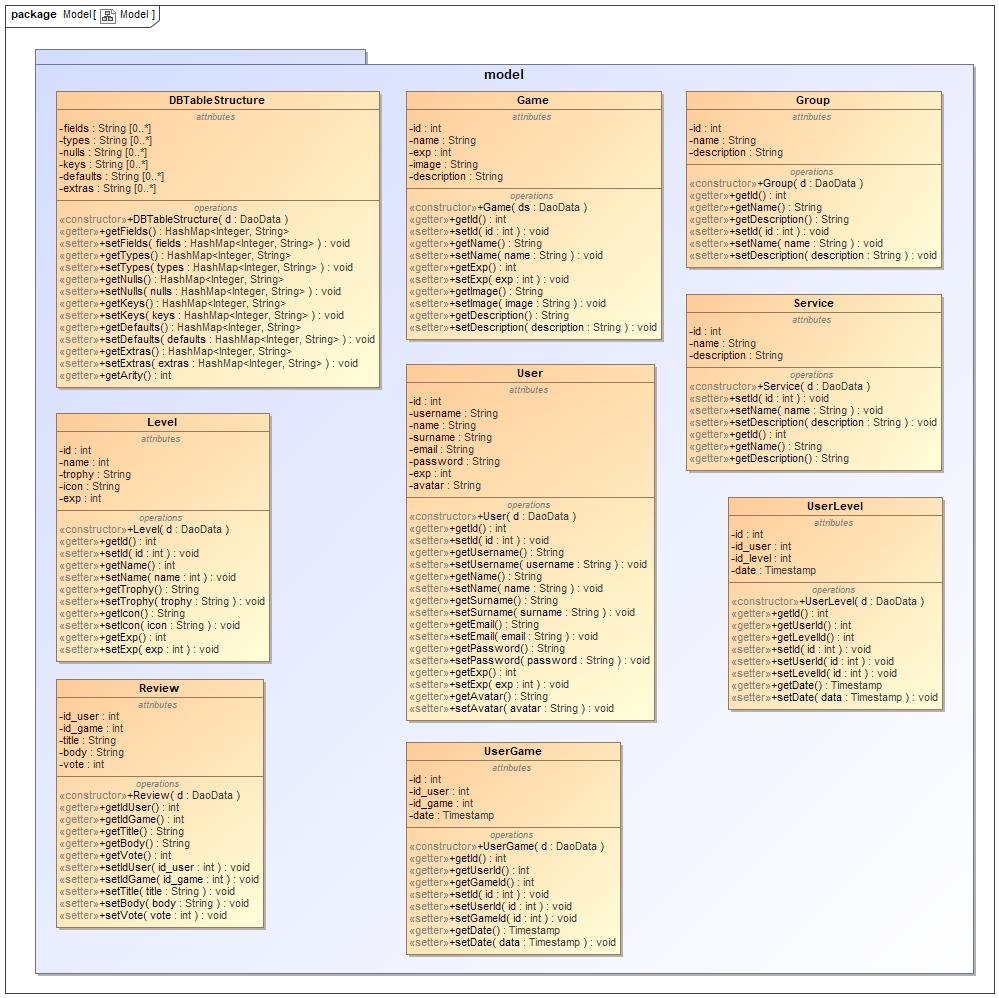 package Model[ Model ]
model
DBTableStructure
attributes
-fields : String [0..*]
-types : String [0..*]
-nulls : String [0..*]
-keys : String [0..*]
-defaults : String [0..*]
-extras : String [0..*]
operations
«constructor»+DBTableStructure( d : DaoData )
«getter»+getFields() : HashMap<Integer, String>
«setter»+setFields( fields : HashMap<Integer, String> ) : void
«getter»+getTypes() : HashMap<Integer, String>
«setter»+setTypes( types : HashMap<Integer, String> ) : void
«getter»+getNulls() : HashMap<Integer, String>
«setter»+setNulls( nulls : HashMap<Integer, String> ) : void
«getter»+getKeys() : HashMap<Integer, String>
«setter»+setKeys( keys : HashMap<Integer, String> ) : void
«getter»+getDefaults() : HashMap<Integer, String>
«setter»+setDefaults( defaults : HashMap<Integer, String> ) : void
«getter»+getExtras() : HashMap<Integer, String>
«setter»+setExtras( extras : HashMap<Integer, String> ) : void
«getter»+getArity() : int
Game
attributes
-id : int
-name : String
-exp : int
-image : String
-description : String
operations
«constructor»+Game( ds : DaoData )
«getter»+getId() : int
«setter»+setId( id : int ) : void
«getter»+getName() : String
«setter»+setName( name : String ) : void
«getter»+getExp() : int
«setter»+setExp( exp : int ) : void
«getter»+getImage() : String
«setter»+setImage( image : String ) : void
«getter»+getDescription() : String
«setter»+setDescription( description : String ) : void
Group
attributes
-id : int
-name : String
-description : String
operations
«constructor»+Group( d : DaoData )
«getter»+getId() : int
«getter»+getName() : String
«getter»+getDescription() : String
«setter»+setId( id : int ) : void
«setter»+setName( name : String ) : void
«setter»+setDescription( description : String ) : void
Service
attributes
-id : int
-name : String
-description : String
operations
«constructor»+Service( d : DaoData )
«setter»+setId( id : int ) : void
«setter»+setName( name : String ) : void
«setter»+setDescription( description : String ) : void
«getter»+getId() : int
«getter»+getName() : String
«getter»+getDescription() : String
Level
attributes
-id : int
-name : int
-trophy : String
-icon : String
-exp : int
operations
«constructor»+Level( d : DaoData )
«getter»+getId() : int
«setter»+setId( id : int ) : void
«getter»+getName() : int
«setter»+setName( name : int ) : void
«getter»+getTrophy() : String
«setter»+setTrophy( trophy : String ) : void
«getter»+getIcon() : String
«setter»+setIcon( icon : String ) : void
«getter»+getExp() : int
«setter»+setExp( exp : int ) : void
User
attributes
-id : int
-username : String
-name : String
-surname : String
-email : String
-password : String
-exp : int
-avatar : String
operations
«constructor»+User( d : DaoData )
«getter»+getId() : int
«setter»+setId( id : int ) : void
«getter»+getUsername() : String
«setter»+setUsername( username : String ) : void
«getter»+getName() : String
«setter»+setName( name : String ) : void
«getter»+getSurname() : String
«setter»+setSurname( surname : String ) : void
«getter»+getEmail() : String
«setter»+setEmail( email : String ) : void
«getter»+getPassword() : String
«setter»+setPassword( password : String ) : void
«getter»+getExp() : int
«setter»+setExp( exp : int ) : void
«getter»+getAvatar() : String
«setter»+setAvatar( avatar : String ) : void
UserLevel
attributes
-id : int
-id_user : int
-id_level : int
-date : Timestamp
operations
«constructor»+UserLevel( d : DaoData )
«getter»+getId() : int
«getter»+getUserId() : int
«getter»+getLevelId() : int
«setter»+setId( id : int ) : void
«setter»+setUserId( id : int ) : void
«setter»+setLevelId( id : int ) : void
«getter»+getDate() : Timestamp
«setter»+setDate( data : Timestamp ) : void
Review
attributes
-id_user : int
-id_game : int
-title : String
-body : String
-vote : int
operations
«constructor»+Review( d : DaoData )
«getter»+getIdUser() : int
«getter»+getIdGame() : int
«getter»+getTitle() : String
«getter»+getBody() : String
«getter»+getVote() : int
«setter»+setIdUser( id_user : int ) : void
«setter»+setIdGame( id_game : int ) : void
«setter»+setTitle( title : String ) : void
«setter»+setBody( body : String ) : void
«setter»+setVote( vote : int ) : void
UserGame
attributes
-id : int
-id_user : int
-id_game : int
-date : Timestamp
operations
«constructor»+UserGame( d : DaoData )
«getter»+getId() : int
«getter»+getUserId() : int
«getter»+getGameId() : int
«setter»+setId( id : int ) : void
«setter»+setUserId( id : int ) : void
«setter»+setGameId( id : int ) : void
«getter»+getDate() : Timestamp
«setter»+setDate( data : Timestamp ) : void